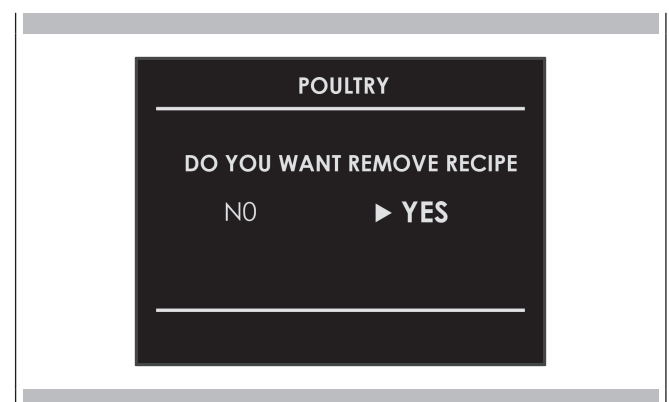 POULTRY
DO YOU WANT REMOVE RECIPE
N0 ▶ YES